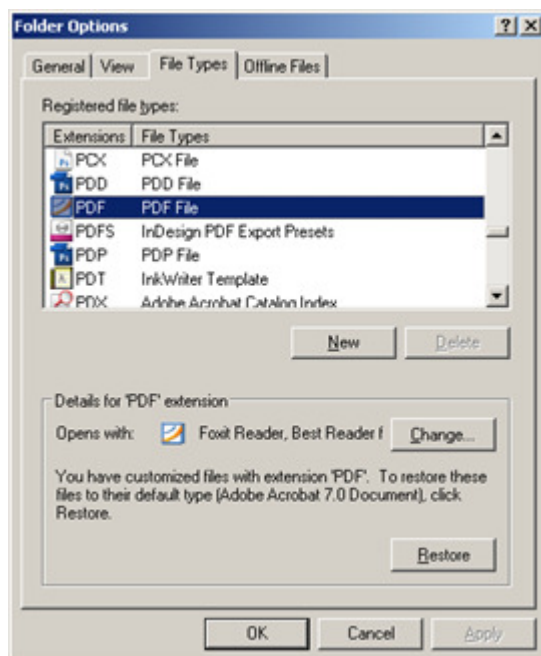 Folder Options
General View File Types Offline Files
Registered file types:
Extensions File Types
PCX PCX File
PDD PDD File
PDF PDF File
PDFS InDesign PDF Export Presets
PDP PDP File
PDT InkWriter Template
PDX Adobe Acrobat Catalog Index
New Delete
Details for 'PDF' extension
Opens with: Foxit Reader, Best Reader f Change...
You have customized files with extension 'PDF'. To restore these
files to their default type (Adobe Acrobat 7.0 Document), click
Restore.
Restore
OK Cancel Apply